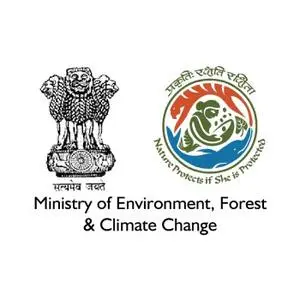 प्रकृतिः रक्षति रक्षिता
Nature Protects if She is Protected
सत्यमेव जयते
Ministry of Environment, Forest
& Climate Change